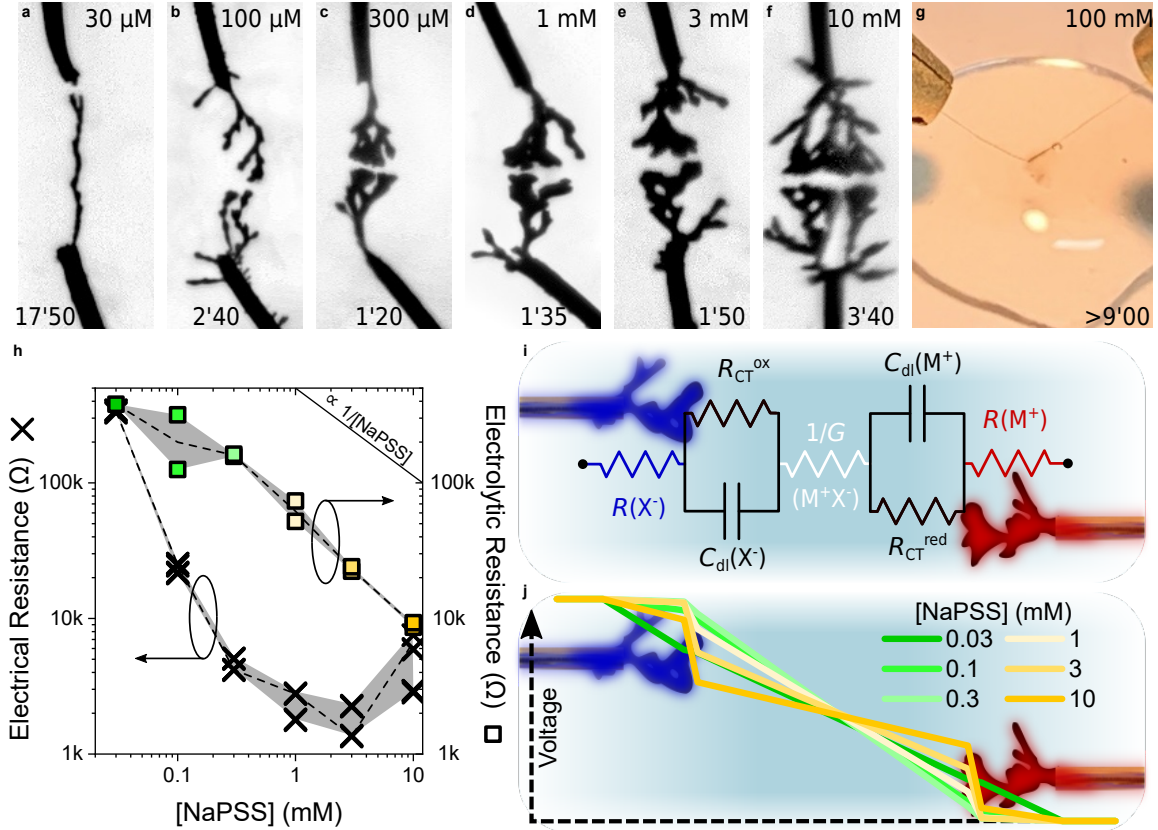 a 30 µM
b 100 µM
c 300 µM
d 1 mM
e 3 mM
f 10 mM
g 100 mM
17'50
2'40
1'20
1'35
1'50
3'40
>9'00
h
Electrical Resistance (Ω) ×
100k
10k
1k
0.1
1
10
[NaPSS] (mM)
∝ 1/[NaPSS]
100k
10k
1k
Electrolytic Resistance (Ω)
i
R(X⁻)
R_CT^ox
C_dl(X⁻)
1/G
(M⁺X⁻)
C_dl(M⁺)
R_CT^red
R(M⁺)
j
Voltage
[NaPSS] (mM)
0.03 1
0.1 3
0.3 10